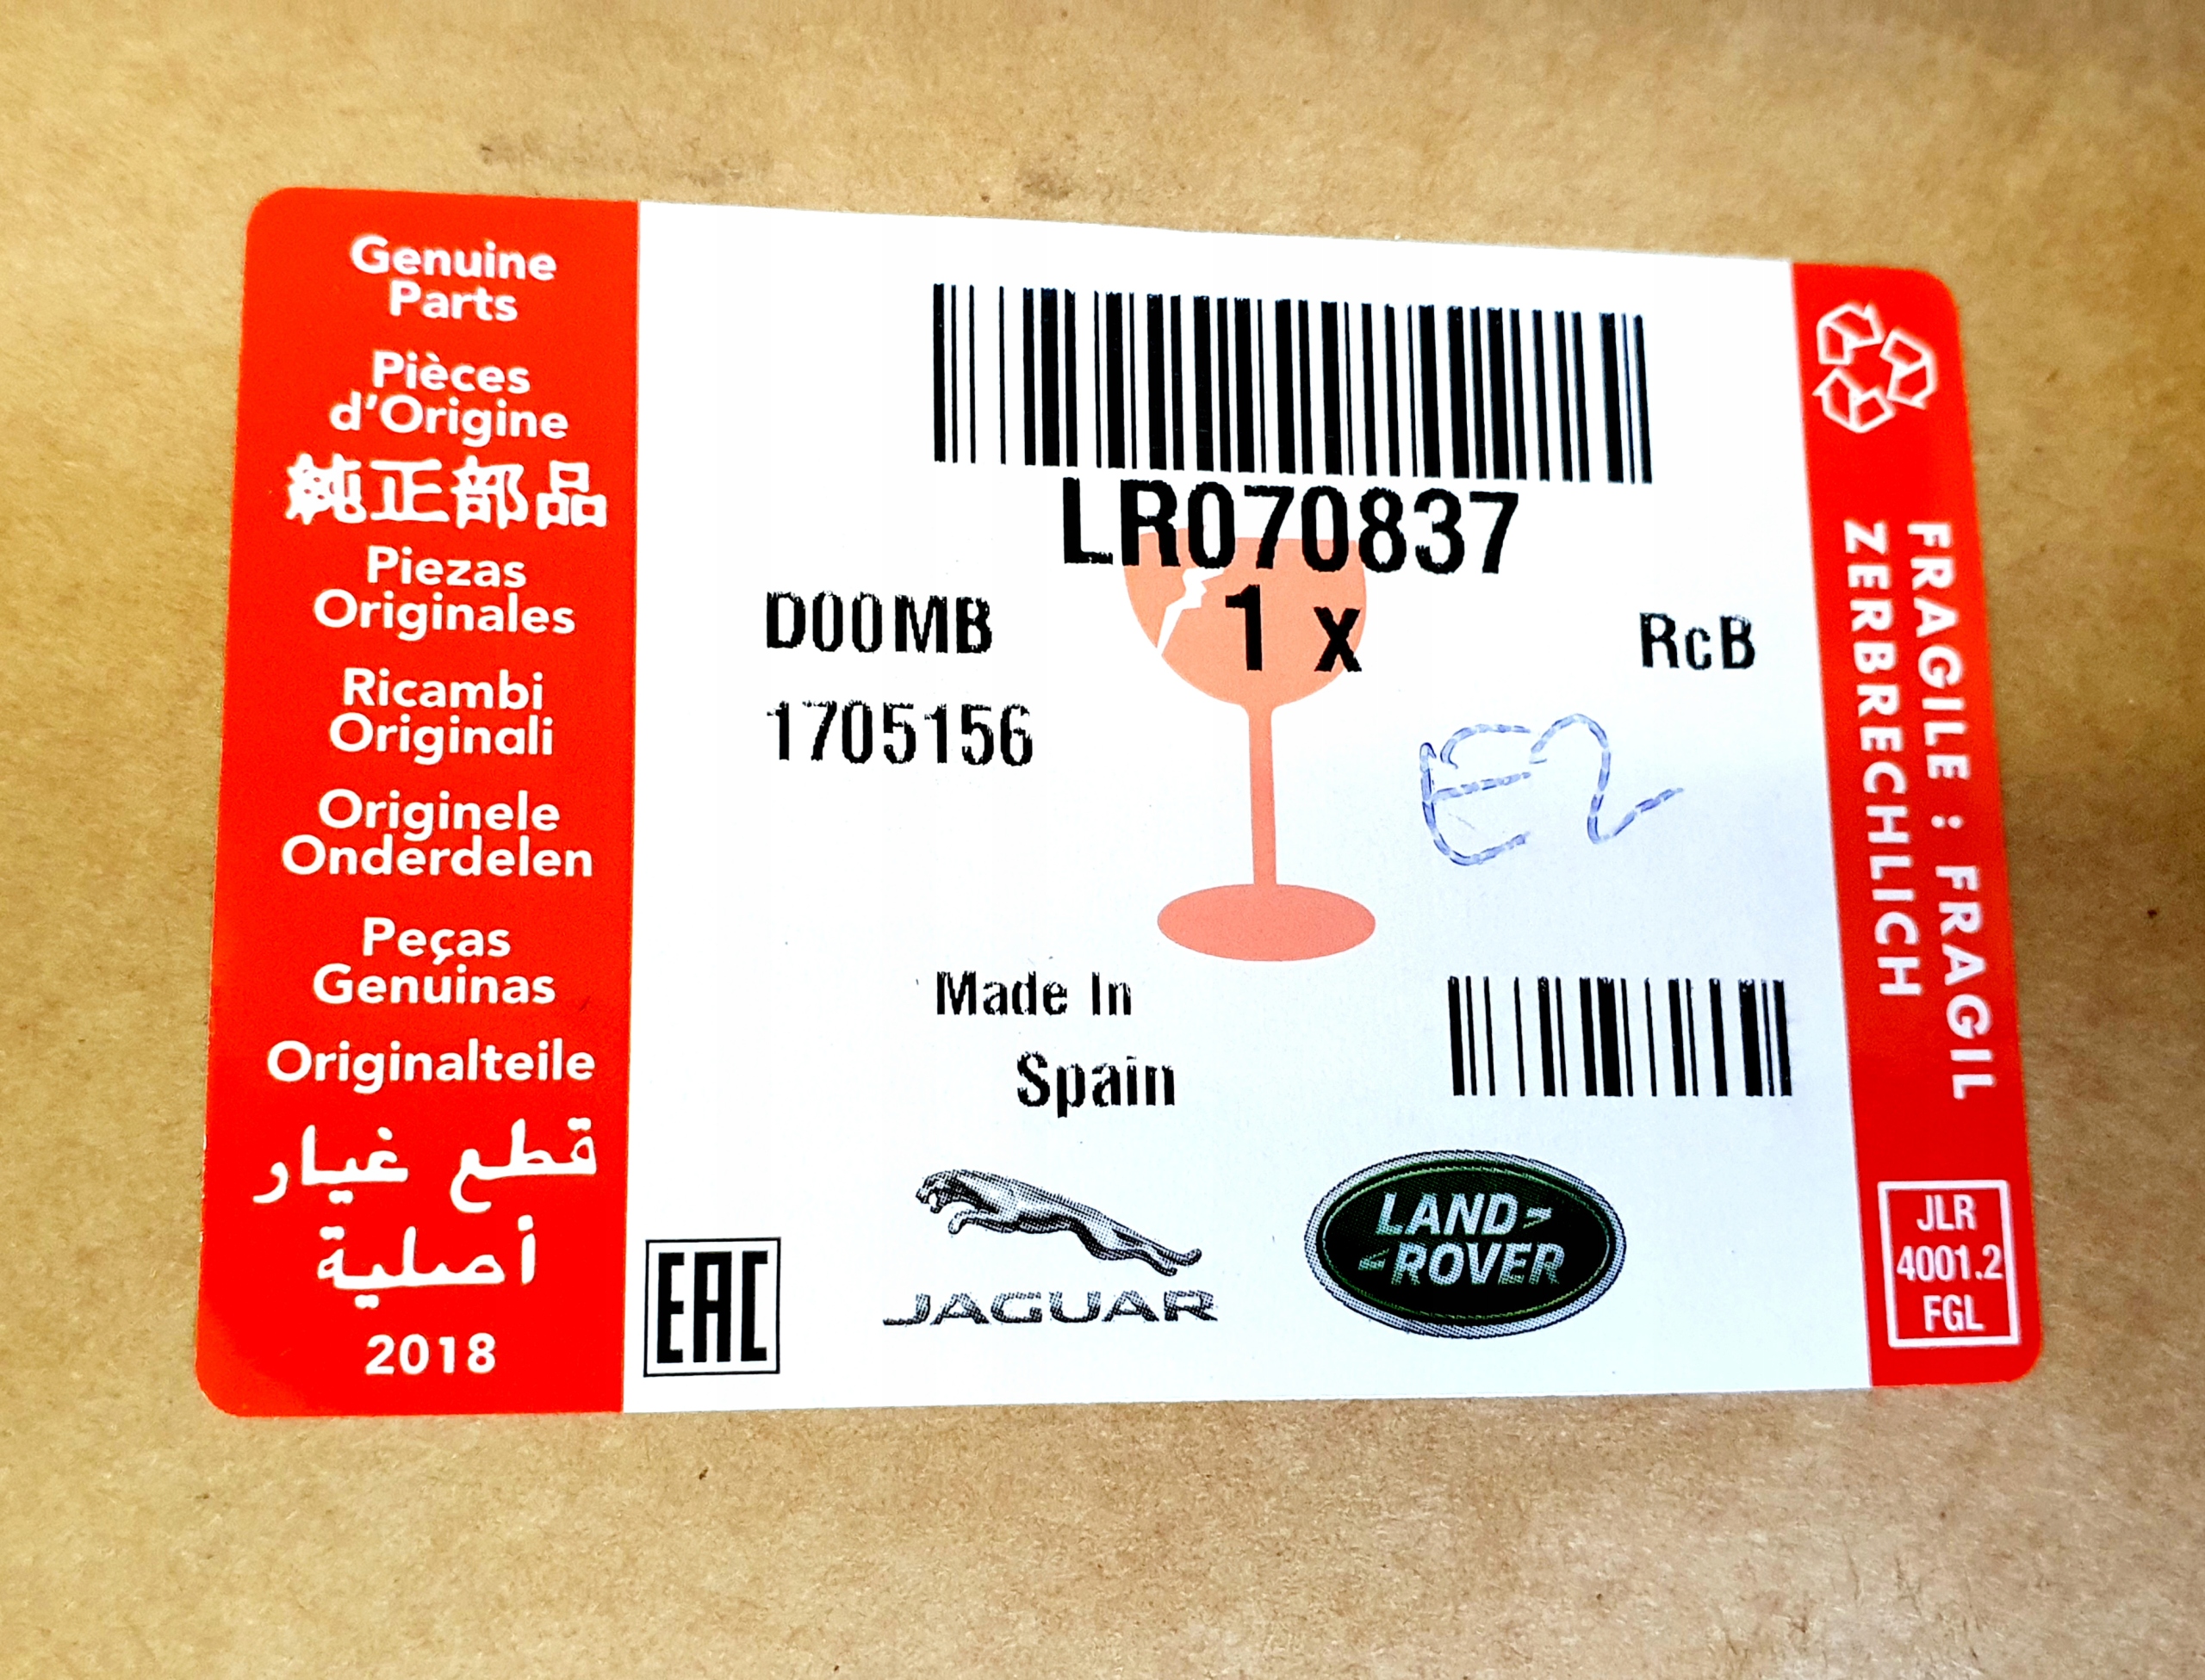 Genuine
Parts
Pièces
d'Origine
純正部品
Piezas
Originales
Ricambi
Originali
Originele
Onderdelen
Peças
Genuinas
Originalteile
قطع غيار
أصلية
2018
LR070837
D00MB
1 x
RcB
1705156
Made In
Spain
EAC
JAGUAR
LAND
ROVER
FRAGILE : FRAGIL
ZERBRECHLICH
JLR
4001.2
FGL